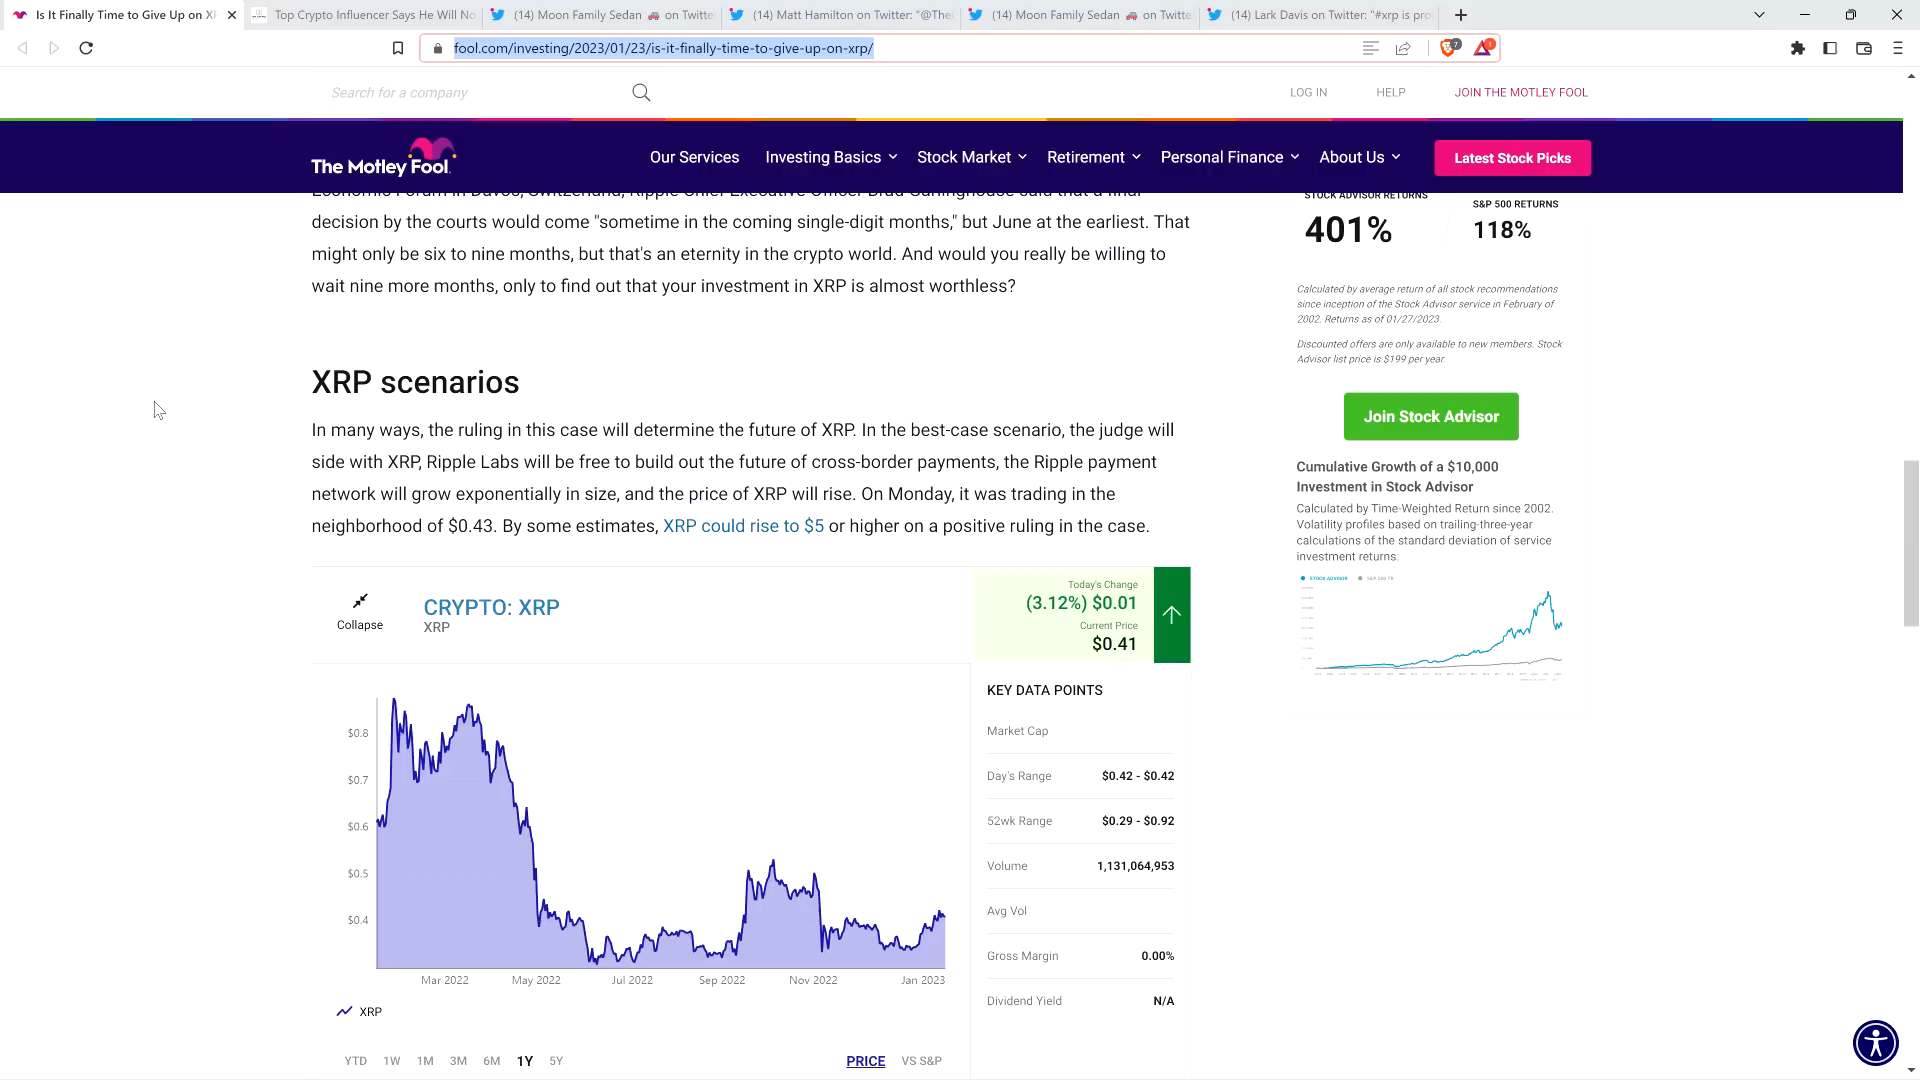 Is It Finally Time to Give Up on XR
Top Crypto Influencer Says He Will No
(14) Moon Family Sedan 🚗 on Twitte
(14) Matt Hamilton on Twitter: "@The
(14) Moon Family Sedan 🚗 on Twitte
(14) Lark Davis on Twitter: "#xrp is pro
fool.com/investing/2023/01/23/is-it-finally-time-to-give-up-on-xrp/
Search for a company
LOG IN
HELP
JOIN THE MOTLEY FOOL
The Motley Fool.
Our Services
Investing Basics
Stock Market
Retirement
Personal Finance
About Us
Latest Stock Picks
Economic Forum in Davos, Switzerland, Ripple Chief Executive Officer Brad Garlinghouse said that a final
decision by the courts would come "sometime in the coming single-digit months," but June at the earliest. That
might only be six to nine months, but that's an eternity in the crypto world. And would you really be willing to
wait nine more months, only to find out that your investment in XRP is almost worthless?
XRP scenarios
In many ways, the ruling in this case will determine the future of XRP. In the best-case scenario, the judge will
side with XRP, Ripple Labs will be free to build out the future of cross-border payments, the Ripple payment
network will grow exponentially in size, and the price of XRP will rise. On Monday, it was trading in the
neighborhood of $0.43. By some estimates, XRP could rise to $5 or higher on a positive ruling in the case.
Collapse
CRYPTO: XRP
XRP
Today's Change
(3.12%) $0.01
Current Price
$0.41
$0.8
$0.7
$0.6
$0.5
$0.4
Mar 2022
May 2022
Jul 2022
Sep 2022
Nov 2022
Jan 2023
XRP
YTD
1W
1M
3M
6M
1Y
5Y
PRICE
VS S&P
KEY DATA POINTS
Market Cap
Day's Range $0.42 - $0.42
52wk Range $0.29 - $0.92
Volume 1,131,064,953
Avg Vol
Gross Margin 0.00%
Dividend Yield N/A
STOCK ADVISOR RETURNS
401%
S&P 500 RETURNS
118%
Calculated by average return of all stock recommendations
since inception of the Stock Advisor service in February of
2002. Returns as of 01/27/2023.
Discounted offers are only available to new members. Stock
Advisor list price is $199 per year.
Join Stock Advisor
Cumulative Growth of a $10,000
Investment in Stock Advisor
Calculated by Time-Weighted Return since 2002.
Volatility profiles based on trailing-three-year
calculations of the standard deviation of service
investment returns.
STOCK ADVISOR
S&P 500 TR